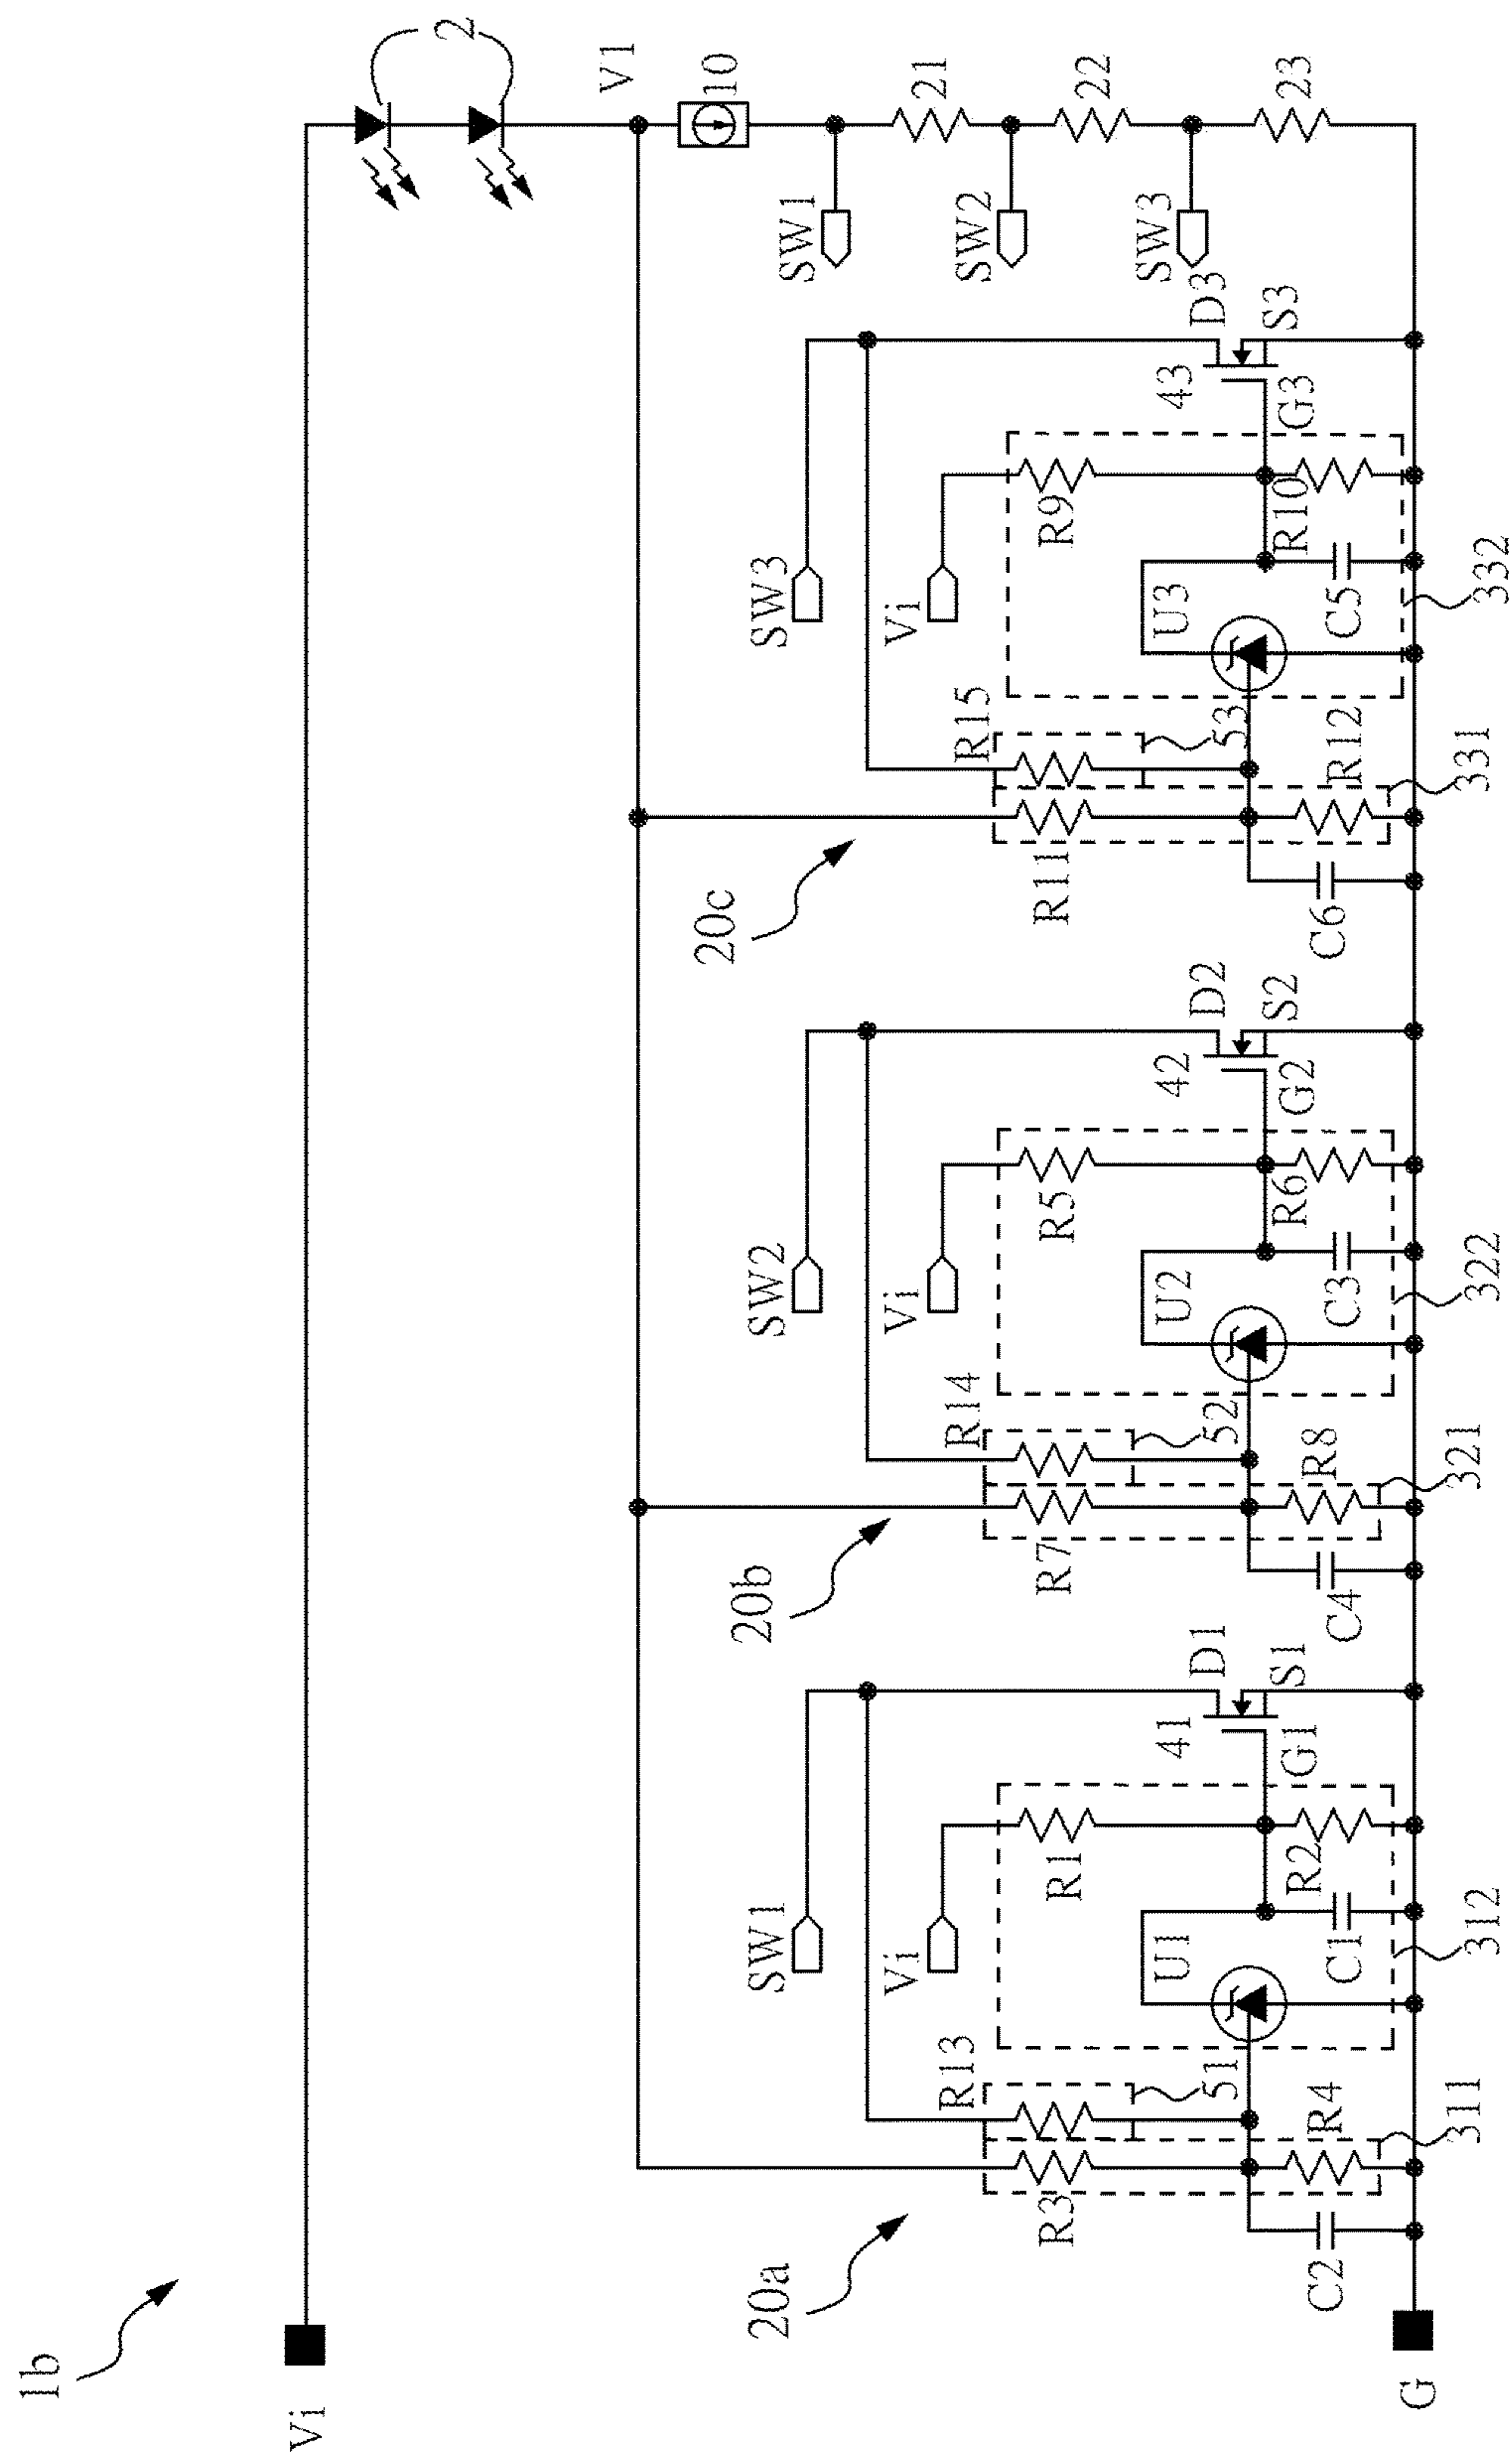 1b
Vi
2
V1
10
SW1
21
SW2
22
SW3
23
20a
SW1
Vi
R13
R3
51
R4
311
C2
U1
R1
R2
C1
312
41
D1
G1
S1
20b
SW2
Vi
R14
R7
52
R8
321
C4
U2
R5
R6
C3
322
42
D2
G2
S2
20c
SW3
Vi
R15
R11
53
R12
331
C6
U3
R9
R10
C5
332
43
D3
G3
S3
G